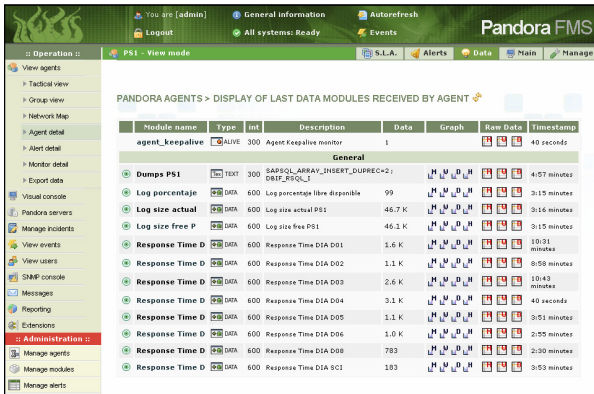 You are [admin] General information Autorefresh
Logout All systems: Ready Events
Pandora FMS
:: Operation :: PS1 - View mode S.L.A. Alerts Data Main Manage
View agents
Tactical view
Group view
Network Map
Agent detail
Alert detail
Monitor detail
Export data
Visual console
Pandora servers
Manage incidents
View events
View users
SNMP console
Messages
Reporting
Extensions
:: Administration ::
Manage agents
Manage modules
Manage alerts
PANDORA AGENTS > DISPLAY OF LAST DATA MODULES RECEIVED BY AGENT
Module name Type int Description Data Graph Raw Data Timestamp
agent_keepalive ALIVE 300 Agent Keepalive monitor 1 M W D 40 seconds
General
Dumps PS1 Tex TEXT 300 SAPSQL_ARRAY_INSERT_DUPREC=2; DBIF_RSQL_I M W D H M W D 4:57 minutes
Log porcentaje DATA 600 Log porcentaje libre disponible 99 M W D H M W D 3:15 minutes
Log size actual DATA 600 Log size actual PS1 46.7 K M W D H M W D 3:16 minutes
Log size free P DATA 600 Log size free PS1 46.1 K M W D H M W D 3:15 minutes
Response Time D DATA 600 Response Time DIA D01 1.6 K M W D H M W D 10:31 minutes
Response Time D DATA 600 Response Time DIA D02 1.1 K M W D H M W D 8:58 minutes
Response Time D DATA 600 Response Time DIA D03 2.6 K M W D H M W D 10:43 minutes
Response Time D DATA 600 Response Time DIA D04 3.1 K M W D H M W D 40 seconds
Response Time D DATA 600 Response Time DIA D05 1.1 K M W D H M W D 3:51 minutes
Response Time D DATA 600 Response Time DIA D06 1.0 K M W D H M W D 2:55 minutes
Response Time D DATA 600 Response Time DIA D08 783 M W D H M W D 2:30 minutes
Response Time D DATA 600 Response Time DIA SCI 183 M W D H M W D 3:53 minutes